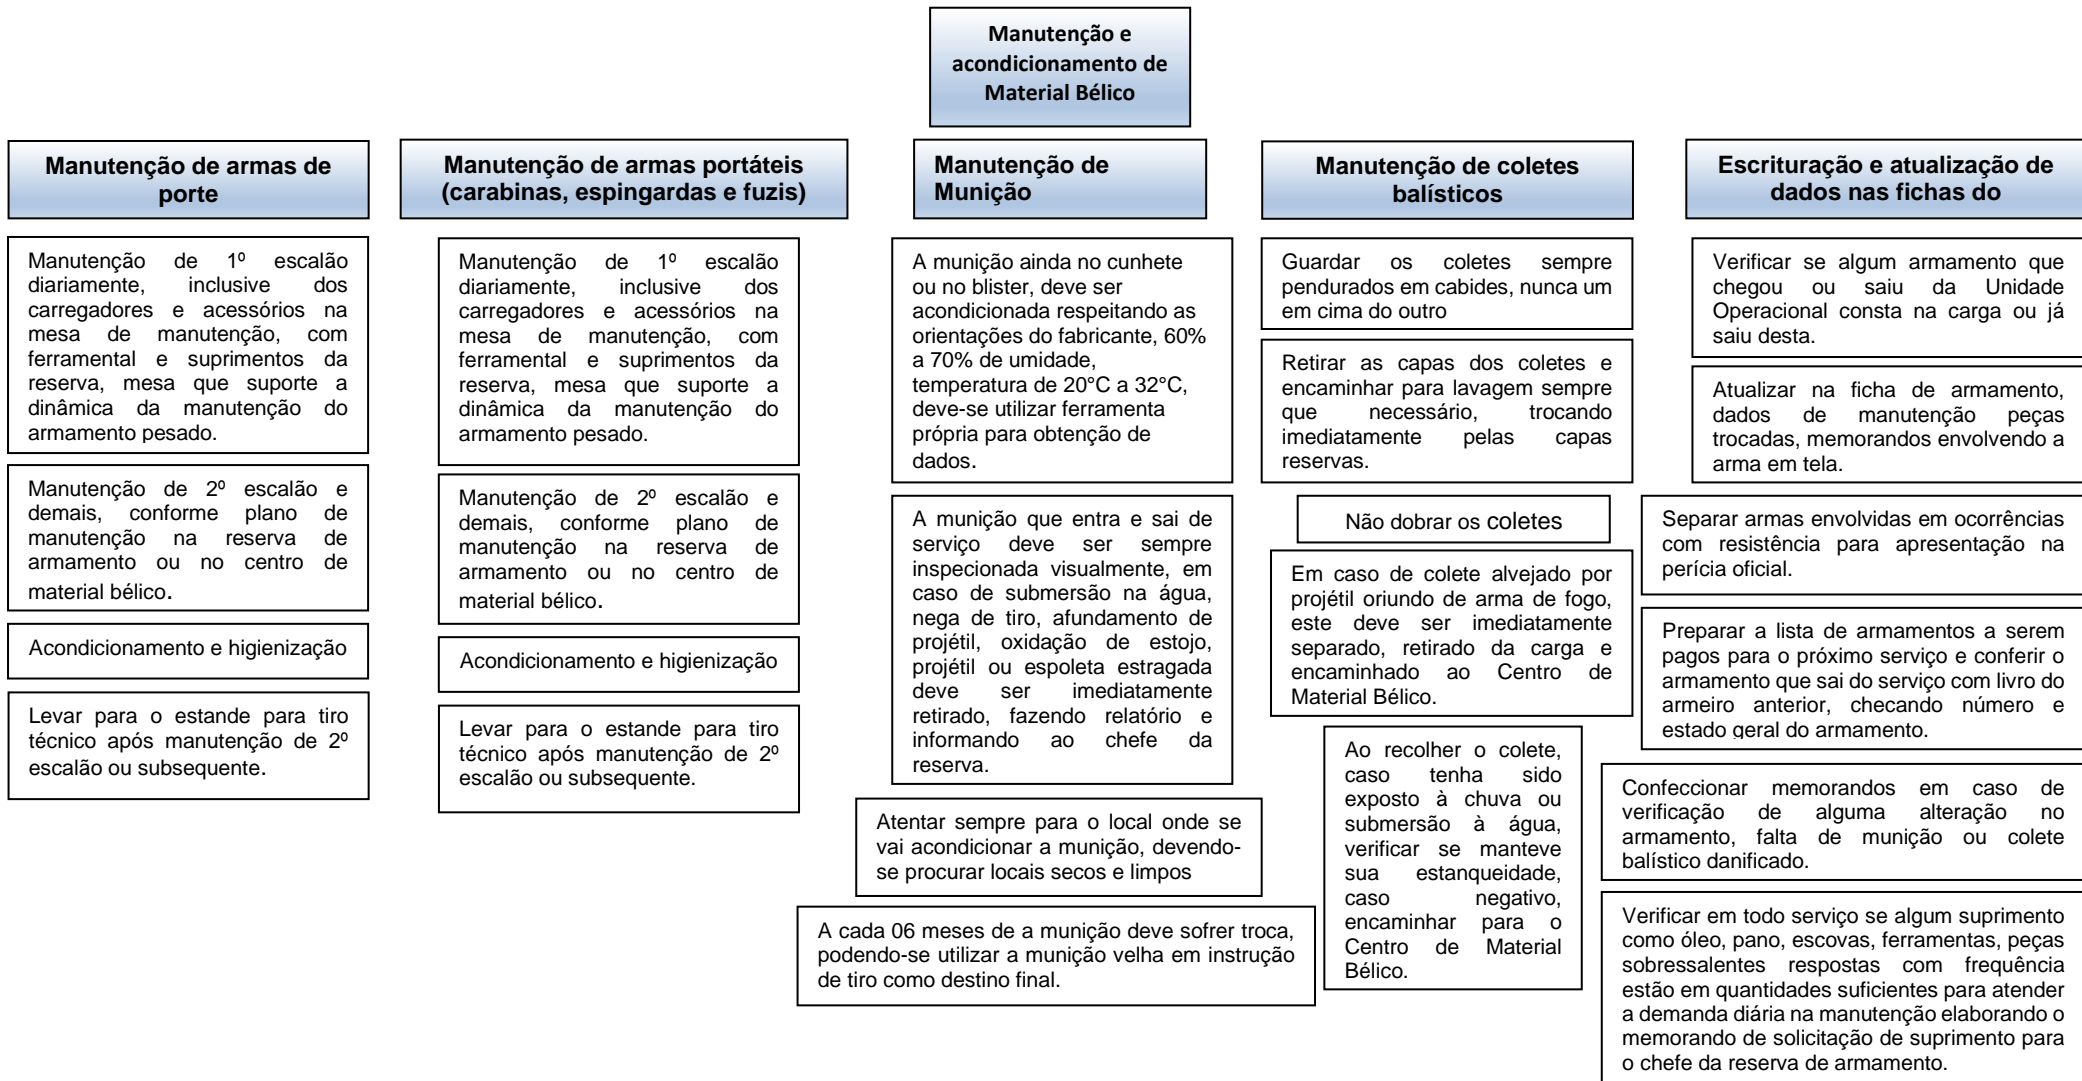 Manutenção e
acondicionamento de
Material Bélico
Manutenção de armas de
porte
Manutenção de 1º escalão
diariamente, inclusive dos
carregadores e acessórios na
mesa de manutenção, com
ferramental e suprimentos da
reserva, mesa que suporte a
dinâmica da manutenção do
armamento pesado.
Manutenção de 2º escalão e
demais, conforme plano de
manutenção na reserva de
armamento ou no centro de
material bélico.
Acondicionamento e higienização
Levar para o estande para tiro
técnico após manutenção de 2º
escalão ou subsequente.
Manutenção de armas portáteis
(carabinas, espingardas e fuzis)
Manutenção de 1º escalão
diariamente, inclusive dos
carregadores e acessórios na
mesa de manutenção, com
ferramental e suprimentos da
reserva, mesa que suporte a
dinâmica da manutenção do
armamento pesado.
Manutenção de 2º escalão e
demais, conforme plano de
manutenção na reserva de
armamento ou no centro de
material bélico.
Acondicionamento e higienização
Levar para o estande para tiro
técnico após manutenção de 2º
escalão ou subsequente.
Manutenção de
Munição
A munição ainda no cunhete
ou no blister, deve ser
acondicionada respeitando as
orientações do fabricante, 60%
a 70% de umidade,
temperatura de 20°C a 32°C,
deve-se utilizar ferramenta
própria para obtenção de
dados.
A munição que entra e sai de
serviço deve ser sempre
inspecionada visualmente, em
caso de submersão na água,
nega de tiro, afundamento de
projétil, oxidação de estojo,
projétil ou espoleta estragada
deve ser imediatamente
retirado, fazendo relatório e
informando ao chefe da
reserva.
Atentar sempre para o local onde se
vai acondicionar a munição, devendo-
se procurar locais secos e limpos
A cada 06 meses de a munição deve sofrer troca,
podendo-se utilizar a munição velha em instrução
de tiro como destino final.
Manutenção de coletes
balísticos
Guardar os coletes sempre
pendurados em cabides, nunca um
em cima do outro
Retirar as capas dos coletes e
encaminhar para lavagem sempre
que necessário, trocando
imediatamente pelas capas
reservas.
Não dobrar os coletes
Em caso de colete alvejado por
projétil oriundo de arma de fogo,
este deve ser imediatamente
separado, retirado da carga e
encaminhado ao Centro de
Material Bélico.
Ao recolher o colete,
caso tenha sido
exposto à chuva ou
submersão à água,
verificar se manteve
sua estanqueidade,
caso negativo,
encaminhar para o
Centro de Material
Bélico.
Escrituração e atualização de
dados nas fichas do
Verificar se algum armamento que
chegou ou saiu da Unidade
Operacional consta na carga ou já
saiu desta.
Atualizar na ficha de armamento,
dados de manutenção peças
trocadas, memorandos envolvendo a
arma em tela.
Separar armas envolvidas em ocorrências
com resistência para apresentação na
perícia oficial.
Preparar a lista de armamentos a serem
pagos para o próximo serviço e conferir o
armamento que sai do serviço com livro do
armeiro anterior, checando número e
estado geral do armamento.
Confeccionar memorandos em caso de
verificação de alguma alteração no
armamento, falta de munição ou colete
balístico danificado.
Verificar em todo serviço se algum suprimento
como óleo, pano, escovas, ferramentas, peças
sobressalentes respostas com frequência
estão em quantidades suficientes para atender
a demanda diária na manutenção elaborando o
memorando de solicitação de suprimento para
o chefe da reserva de armamento.